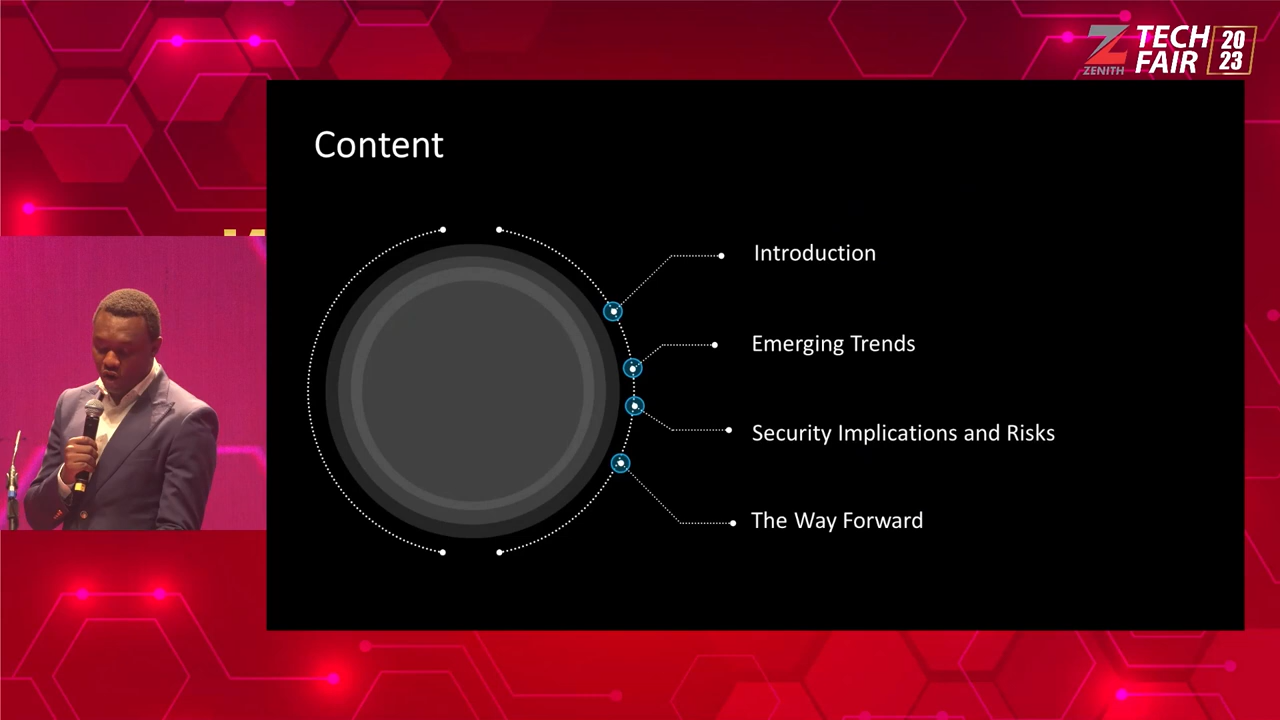 ZENITH
TECH
FAIR
20
23
Content
Introduction
Emerging Trends
Security Implications and Risks
The Way Forward